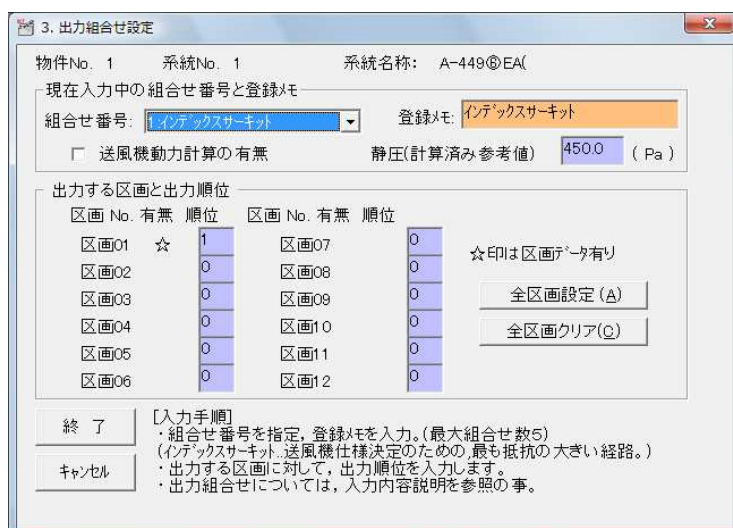 3. 出力組合せ設定
物件No. 1 系統No. 1 系統名称: A-449⑥EA(
現在入力中の組合せ番号と登録メモ
組合せ番号: 1:インデックスサーキット 登録メモ: インデックスサーキット
送風機動力計算の有無 静圧(計算済み参考値) 450.0 (Pa)
出力する区画と出力順位
区画 No. 有無 順位 区画 No. 有無 順位
区画01 ☆ 1 区画07 0
区画02 0 区画08 0
区画03 0 区画09 0
区画04 0 区画10 0
区画05 0 区画11 0
区画06 0 区画12 0
☆印は区画データ有り
全区画設定(A)
全区画クリア(C)
終 了
キャンセル
[入力手順]
・組合せ番号を指定,登録メモを入力。(最大組合せ数5)
(インデックスサーキット..送風機仕様決定のための,最も抵抗の大きい経路。)
・出力する区画に対して,出力順位を入力します。
・出力組合せについては,入力内容説明を参照の事。